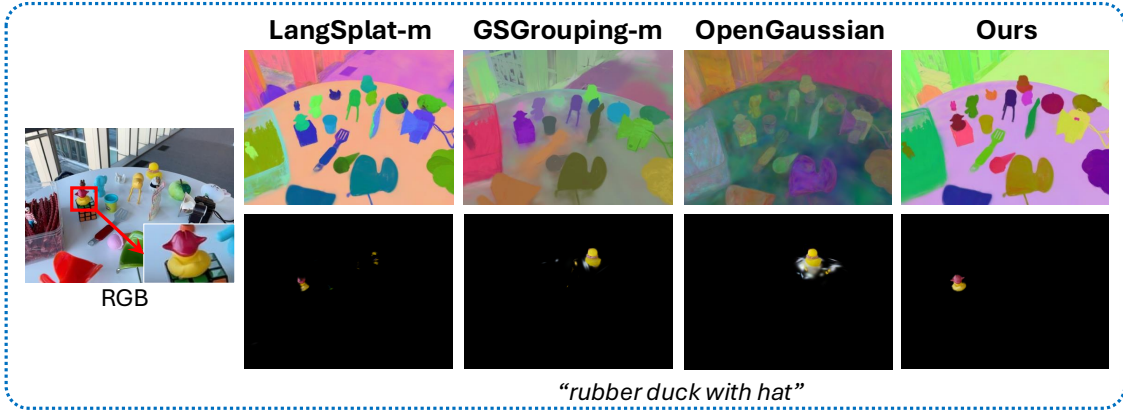 LangSplat-m GSGrouping-m OpenGaussian Ours
RGB
“rubber duck with hat”